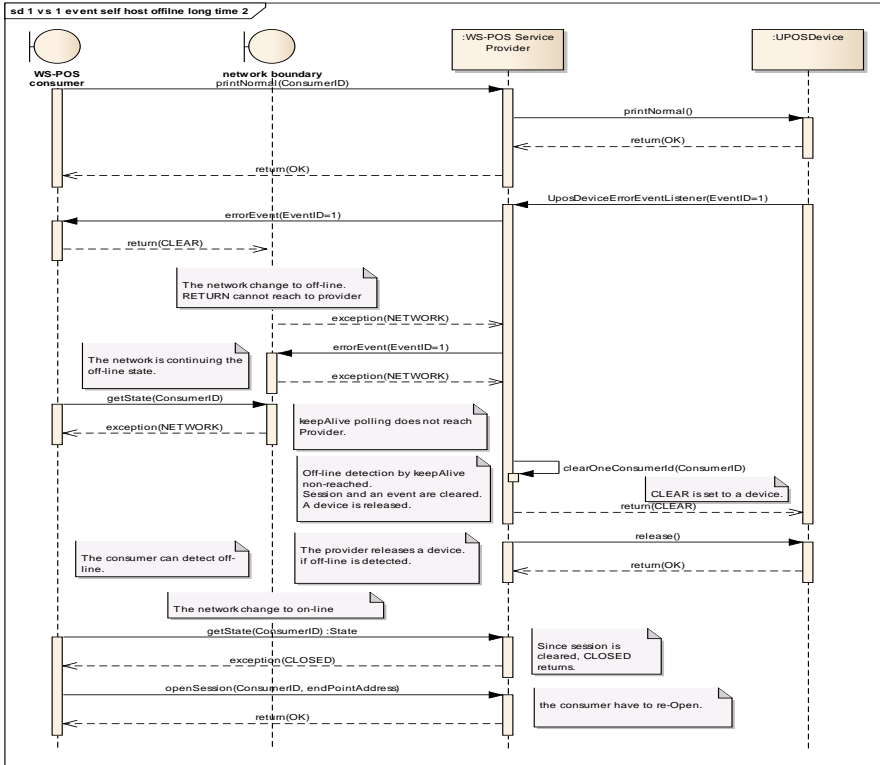 sd 1 vs 1 event self host offilne long time 2
:WS-POS Service
Provider
:UPOSDevice
WS-POS
consumer
network boundary
printNormal(ConsumerID)
printNormal()
return(OK)
return(OK)
UposDeviceErrorEventListener(EventID=1)
errorEvent(EventID=1)
return(CLEAR)
The network change to off-line.
RETURN cannot reach to provider
exception(NETWORK)
errorEvent(EventID=1)
The network is continuing the
off-line state.
exception(NETWORK)
getState(ConsumerID)
exception(NETWORK)
keepAlive polling does not reach
Provider.
Off-line detection by keepAlive
non-reached.
Session and an event are cleared.
A device is released.
clearOneConsumerId(ConsumerID)
CLEAR is set to a device.
return(CLEAR)
release()
The consumer can detect off-
line.
The provider releases a device.
if off-line is detected.
return(OK)
The network change to on-line
getState(ConsumerID) :State
Since session is
cleared, CLOSED
returns.
exception(CLOSED)
openSession(ConsumerID, endPointAddress)
the consumer have to re-Open.
return(OK)